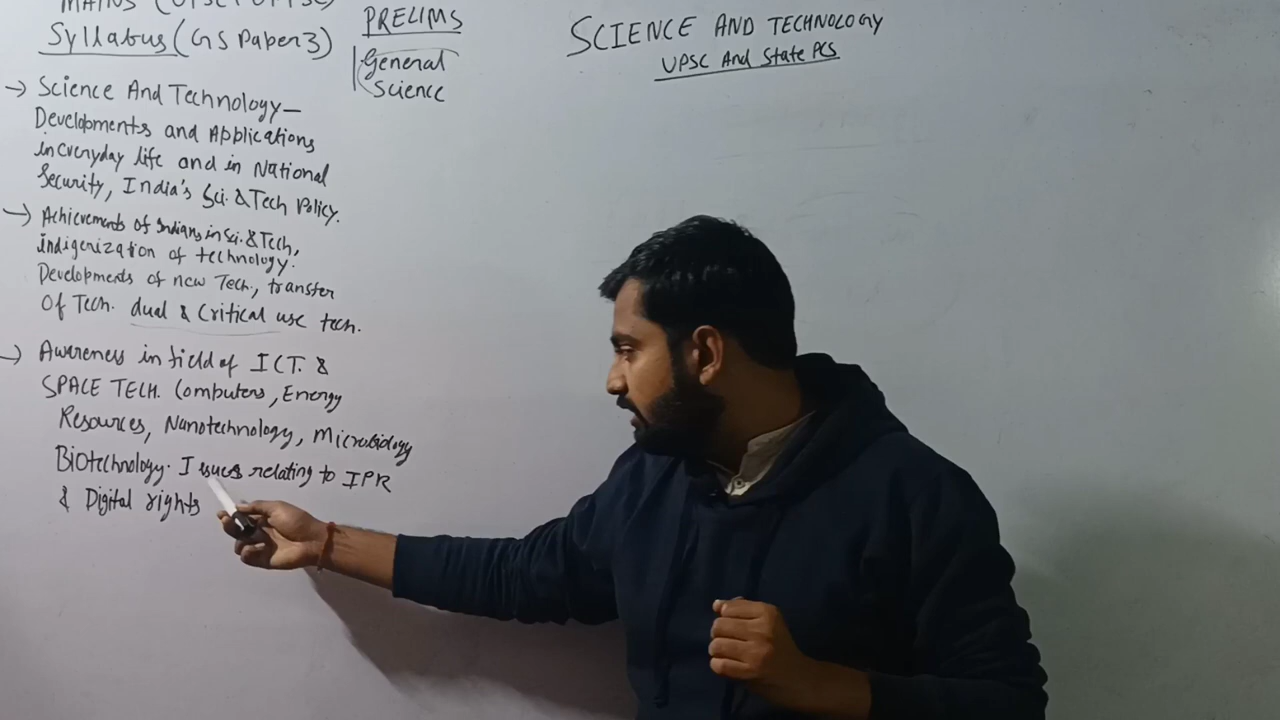 MAINS (UPSC, UPPSC)
Syllabus (GS Paper 3)
→ Science And Technology—
Developments and Applications
in everyday life and in National
Security, India's Sci. & Tech Policy.
→ Achievements of Indians in Sci. & Tech,
indigenization of technology.
Developments of new Tech., transfer
of Tech. dual & Critical use tech.
→ Awareness in field of I.C.T. &
SPACE TECH. Computers, Energy
Resources, Nanotechnology, Microbiology
Biotechnology. Issues relating to IPR
& Digital rights
PRELIMS
General
Science
SCIENCE AND TECHNOLOGY
UPSC And State PCS